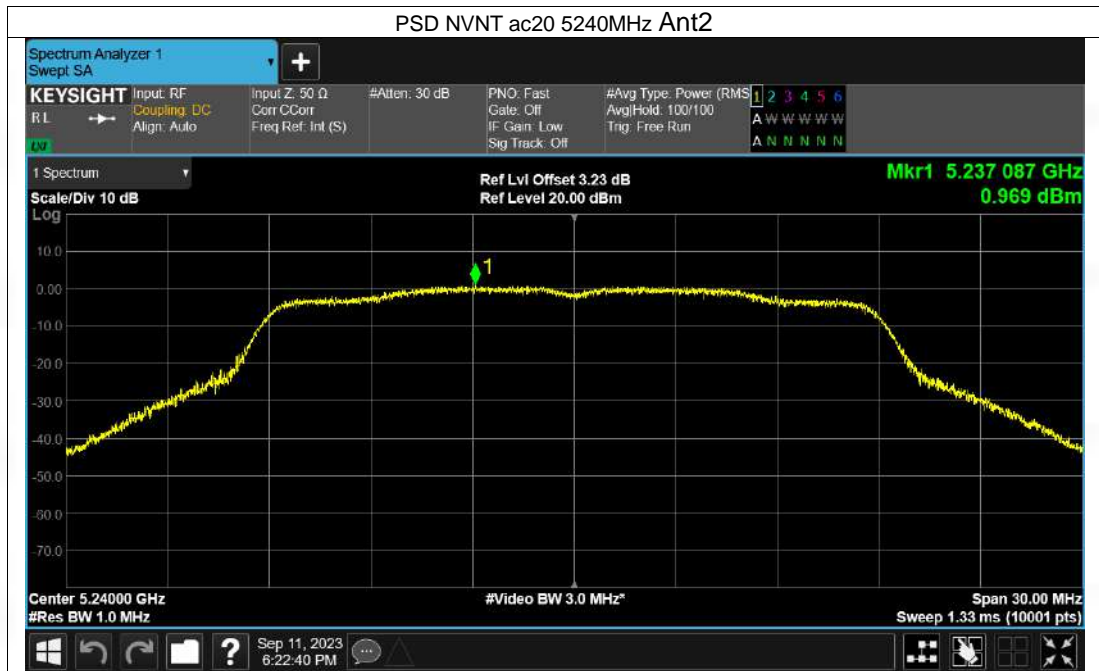 PSD NVNT ac20 5240MHz Ant2
Spectrum Analyzer 1
Swept SA
+
KEYSIGHT
RL
LXI
Input: RF
Coupling: DC
Align: Auto
Input Z: 50 Ω
Corr CCorr
Freq Ref: Int (S)
#Atten: 30 dB
PNO: Fast
Gate: Off
IF Gain: Low
Sig Track: Off
#Avg Type: Power (RMS
Avg|Hold: 100/100
Trig: Free Run
1 2 3 4 5 6
A W W W W W
A N N N N N
1 Spectrum
Scale/Div 10 dB
Log
Ref Lvl Offset 3.23 dB
Ref Level 20.00 dBm
Mkr1 5.237 087 GHz
0.969 dBm
1
10.0
0.00
-10.0
-20.0
-30.0
-40.0
-50.0
-60.0
-70.0
Center 5.24000 GHz
#Res BW 1.0 MHz
#Video BW 3.0 MHz*
Span 30.00 MHz
Sweep 1.33 ms (10001 pts)
?
Sep 11, 2023
6:22:40 PM